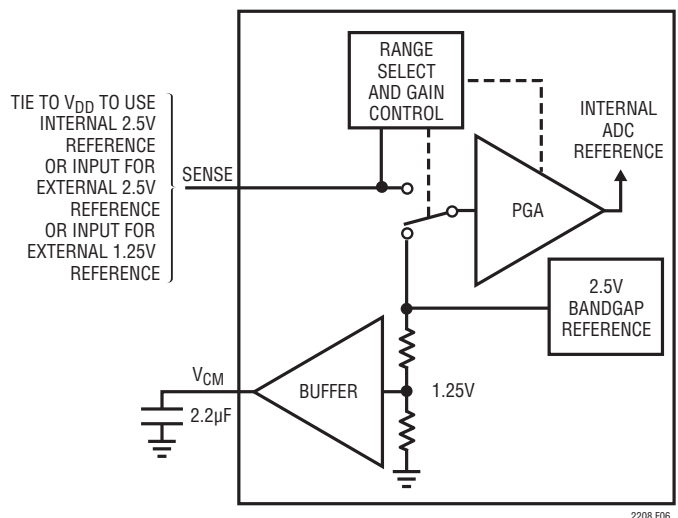 RANGE
SELECT
AND GAIN
CONTROL
TIE TO VDD TO USE
INTERNAL 2.5V
REFERENCE
OR INPUT FOR
EXTERNAL 2.5V
REFERENCE
OR INPUT FOR
EXTERNAL 1.25V
REFERENCE
SENSE
INTERNAL
ADC
REFERENCE
PGA
2.5V
BANDGAP
REFERENCE
VCM
2.2µF
BUFFER
1.25V
2208 F06